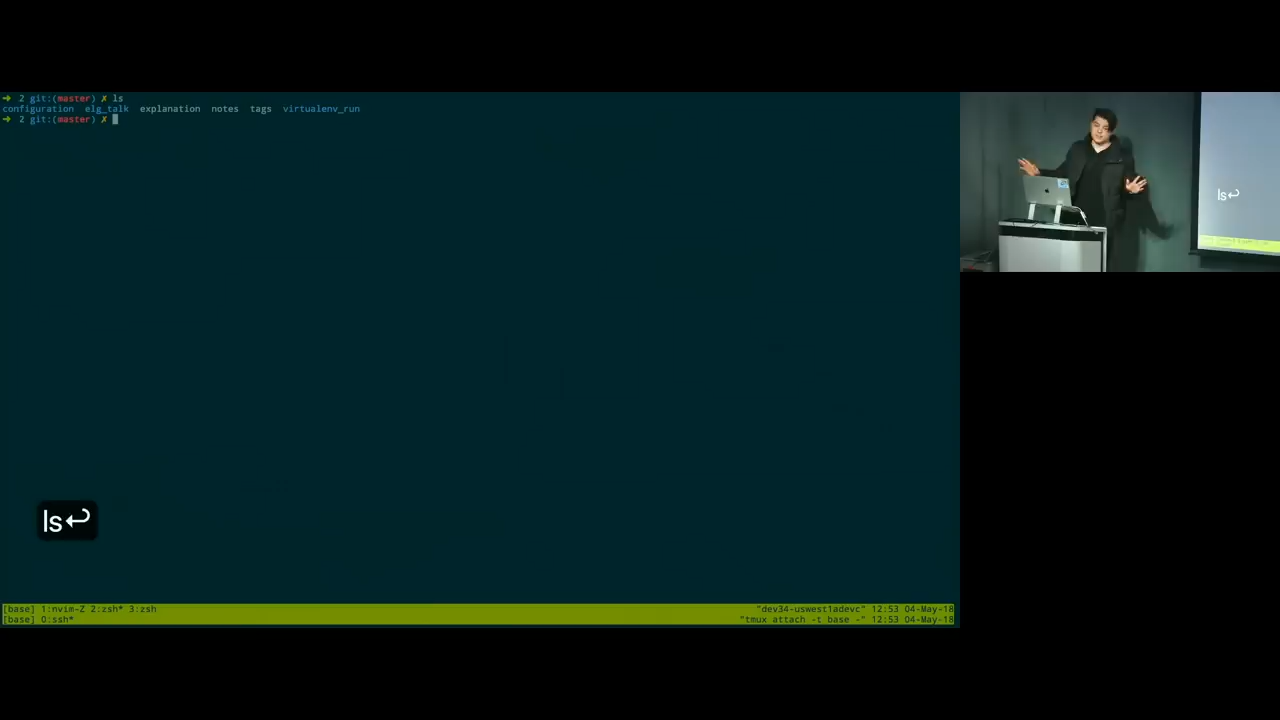 ➜  2 git:(master) ✗ ls
configuration  elg_talk  explanation  notes  tags  virtualenv_run
➜  2 git:(master) ✗
ls↩
[base] 1:nvim-Z 2:zsh* 3:zsh "dev34-uswest1adevc" 12:53 04-May-18
[base] 0:ssh* "tmux attach -t base -" 12:53 04-May-18
ls↩